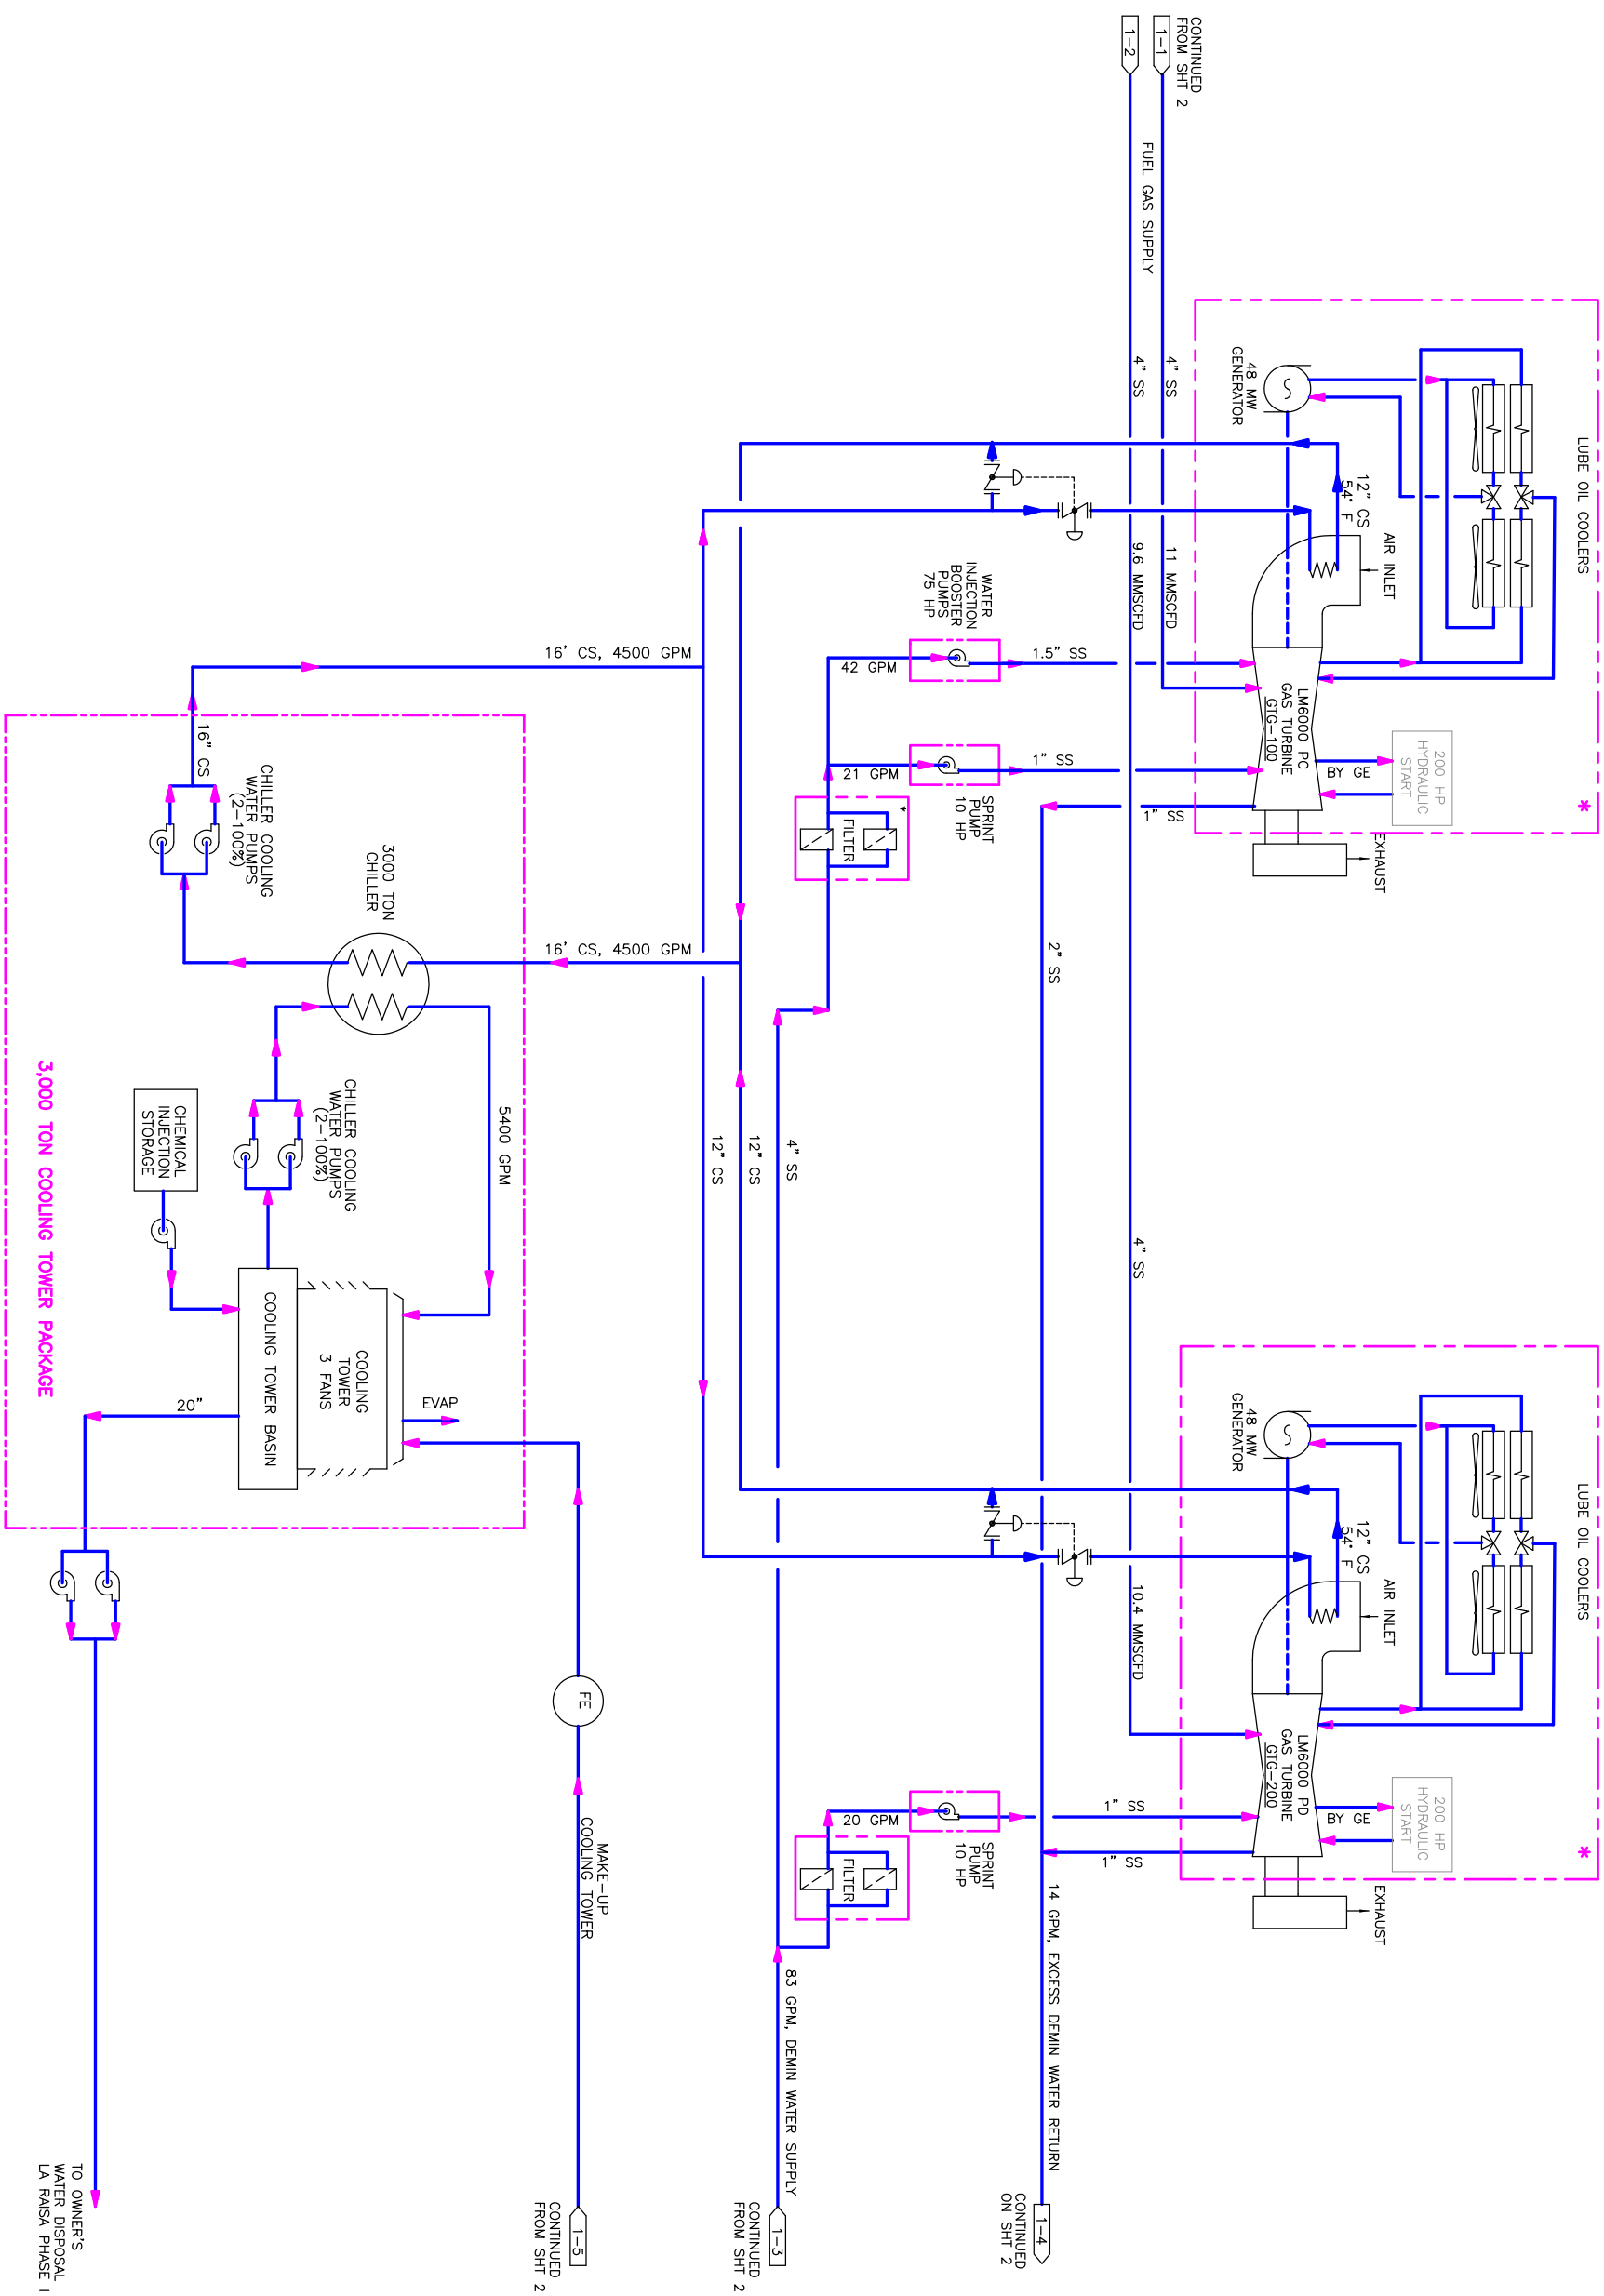 LUBE OIL COOLERS
48 MW
GENERATOR
12" CS
54° F
AIR INLET
LM6000 PC
GAS TURBINE
GTG-100
200 HP
HYDRAULIC
START
BY GE
*
EXHAUST
LUBE OIL COOLERS
48 MW
GENERATOR
12" CS
54° F
AIR INLET
LM6000 PD
GAS TURBINE
GTG-200
200 HP
HYDRAULIC
START
BY GE
*
EXHAUST
CONTINUED
FROM SHT 2
1-1
1-2
FUEL GAS SUPPLY
4" SS
4" SS
11 MMSCFD
9.6 MMSCFD
1" SS
4" SS
10.4 MMSCFD
1" SS
1" SS
1.5" SS
1" SS
2" SS
14 GPM, EXCESS DEMIN WATER RETURN
1-4
CONTINUED
ON SHT 2
WATER
INJECTION
BOOSTER
PUMPS
75 HP
SPRINT
PUMP
10 HP
SPRINT
PUMP
10 HP
42 GPM
21 GPM
20 GPM
*
FILTER
FILTER
4" SS
83 GPM, DEMIN WATER SUPPLY
1-3
CONTINUED
FROM SHT 2
12" CS
12" CS
16' CS, 4500 GPM
16' CS, 4500 GPM
MAKE-UP
COOLING TOWER
FE
1-5
CONTINUED
FROM SHT 2
5400 GPM
EVAP
3000 TON
CHILLER
CHILLER COOLING
WATER PUMPS
(2-100%)
16" CS
CHILLER COOLING
WATER PUMPS
(2-100%)
COOLING
TOWER
3 FANS
COOLING TOWER BASIN
CHEMICAL
INJECTION
STORAGE
20"
3,000 TON COOLING TOWER PACKAGE
TO OWNER'S
WATER DISPOSAL
LA RAISA PHASE I